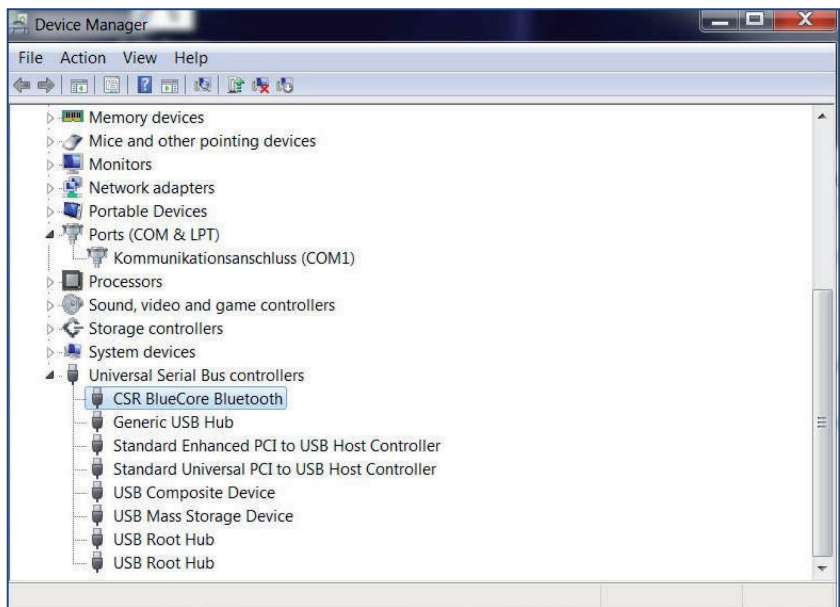 Device Manager
File Action View Help
Memory devices
Mice and other pointing devices
Monitors
Network adapters
Portable Devices
Ports (COM & LPT)
Kommunikationsanschluss (COM1)
Processors
Sound, video and game controllers
Storage controllers
System devices
Universal Serial Bus controllers
CSR BlueCore Bluetooth
Generic USB Hub
Standard Enhanced PCI to USB Host Controller
Standard Universal PCI to USB Host Controller
USB Composite Device
USB Mass Storage Device
USB Root Hub
USB Root Hub